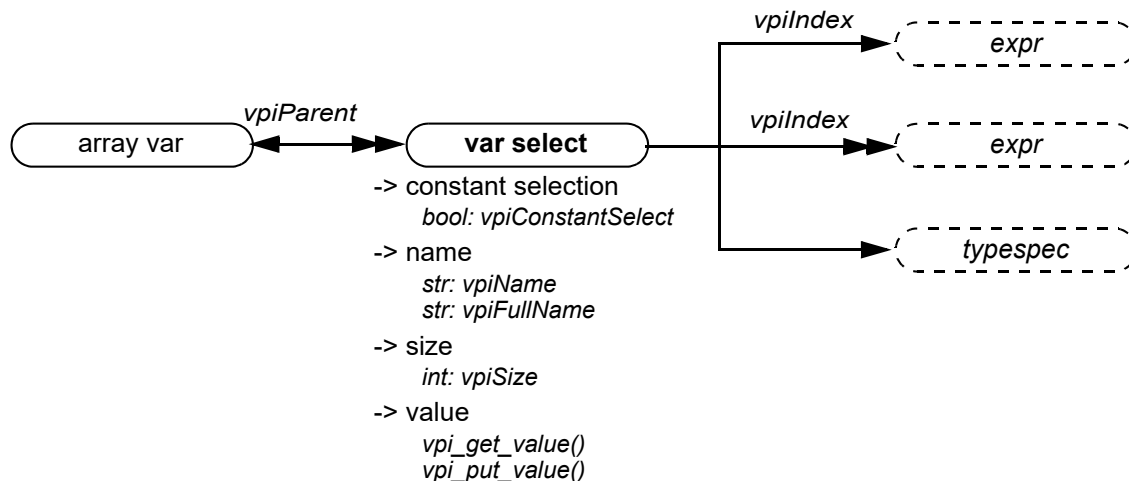 vpiIndex
expr
vpiParent
vpiIndex
array var
var select
expr
-> constant selection
bool: vpiConstantSelect
-> name
typespec
str: vpiName
str: vpiFullName
-> size
int: vpiSize
-> value
vpi_get_value()
vpi_put_value()